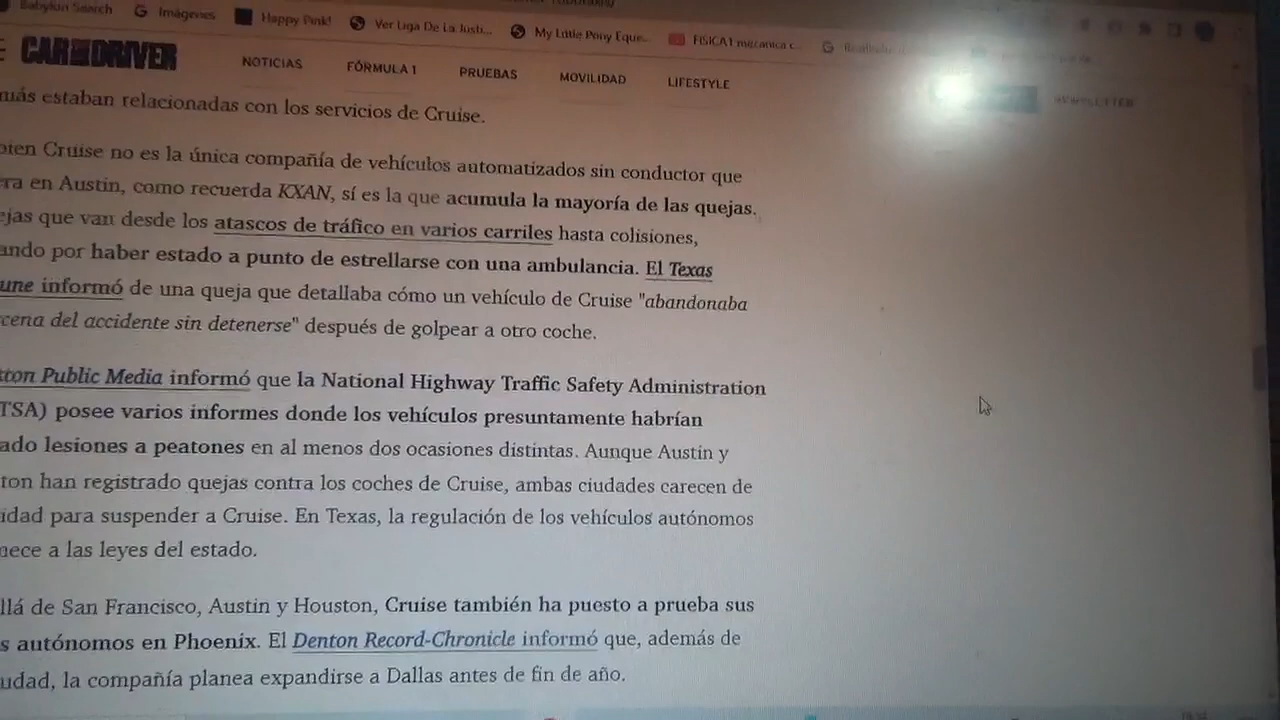 Babylon Search Imágenes Happy Pink! Ver Liga De La Justi... My Little Pony Eque... FISICA1 mecanica c...
CAR AND DRIVER NOTICIAS FÓRMULA 1 PRUEBAS MOVILIDAD LIFESTYLE
más estaban relacionadas con los servicios de Cruise.
bien Cruise no es la única compañía de vehículos automatizados sin conductor que
ra en Austin, como recuerda KXAN, sí es la que acumula la mayoría de las quejas.
ejas que van desde los atascos de tráfico en varios carriles hasta colisiones,
ando por haber estado a punto de estrellarse con una ambulancia. El Texas
une informó de una queja que detallaba cómo un vehículo de Cruise "abandonaba
cena del accidente sin detenerse" después de golpear a otro coche.
ton Public Media informó que la National Highway Traffic Safety Administration
TSA) posee varios informes donde los vehículos presuntamente habrían
ado lesiones a peatones en al menos dos ocasiones distintas. Aunque Austin y
ton han registrado quejas contra los coches de Cruise, ambas ciudades carecen de
idad para suspender a Cruise. En Texas, la regulación de los vehículos autónomos
nece a las leyes del estado.
llá de San Francisco, Austin y Houston, Cruise también ha puesto a prueba sus
s autónomos en Phoenix. El Denton Record-Chronicle informó que, además de
udad, la compañía planea expandirse a Dallas antes de fin de año.